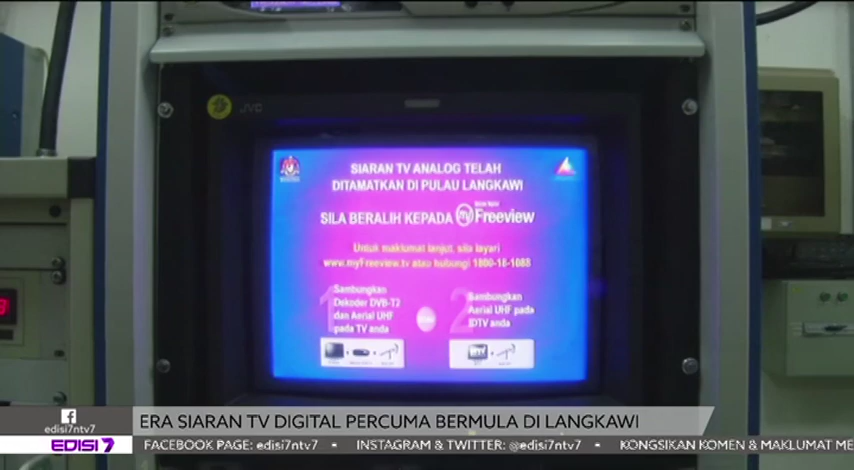 JVC
SIARAN TV ANALOG TELAH
DITAMATKAN DI PULAU LANGKAWI
SILA BERALIH KEPADA my Freeview
Untuk maklumat lanjut, sila layari
www.myFreeview.tv atau hubungi 1800-18-1088
1
Sambungkan
Dekoder DVB-T2
dan Aerial UHF
pada TV anda
2
Sambungkan
Aerial UHF pada
IDTV anda
edisi7ntv7
ERA SIARAN TV DIGITAL PERCUMA BERMULA DI LANGKAWI
EDISI 7
FACEBOOK PAGE: edisi7ntv7 - INSTAGRAM & TWITTER: @edisi7ntv7 - KONGSIKAN KOMEN & MAKLUMAT ME